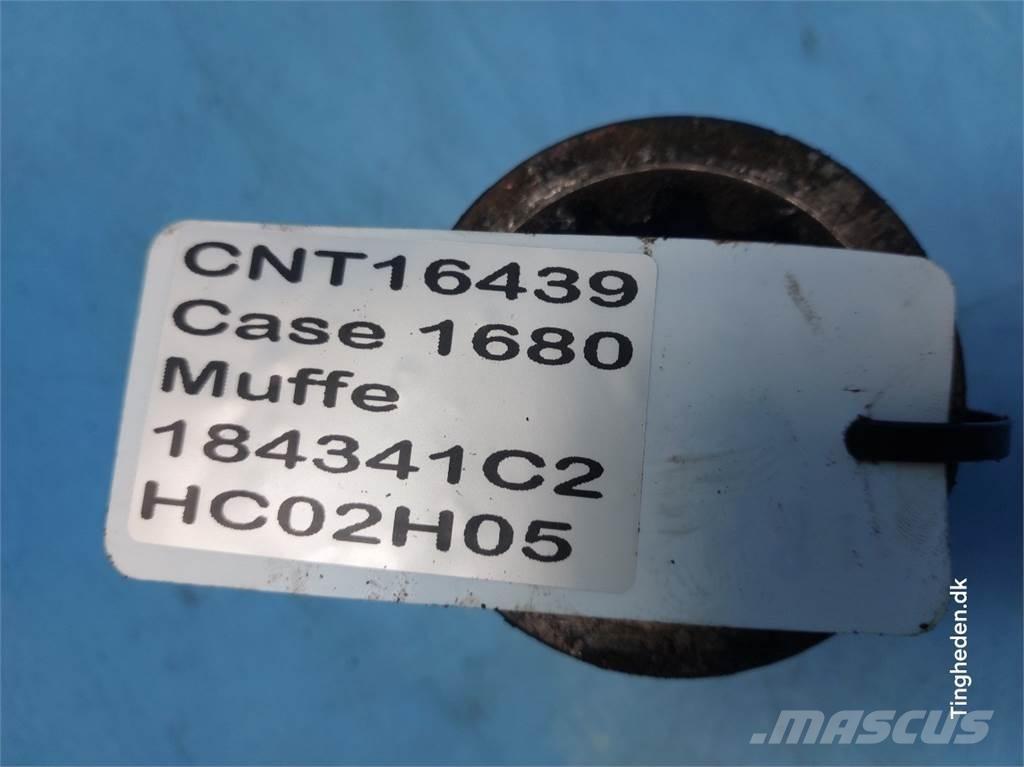 CNT16439
Case 1680
Muffe
184341C2
HC02H05
Tingheden.dk
MASCUS